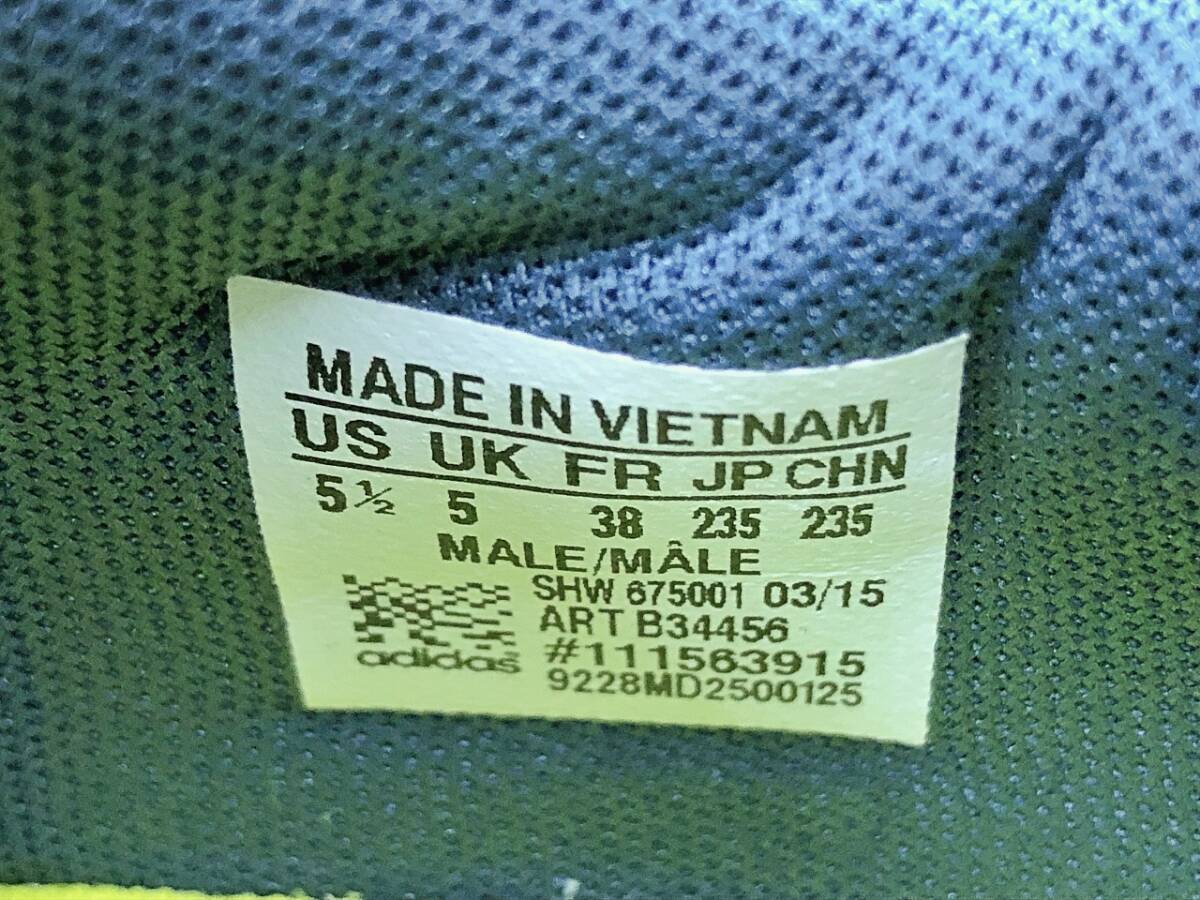 MADE IN VIETNAM
US UK FR JP CHN
5½ 5 38 235 235
MALE/MÂLE
SHW 675001 03/15
ART B34456
#111563915
9228MD2500125
adidas